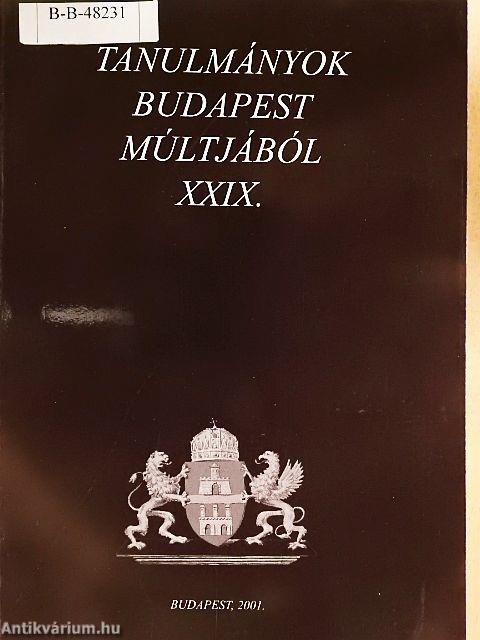 B-B-48231
TANULMÁNYOK
BUDAPEST
MÚLTJÁBÓL
XXIX.
BUDAPEST, 2001.
Antikvárium.hu